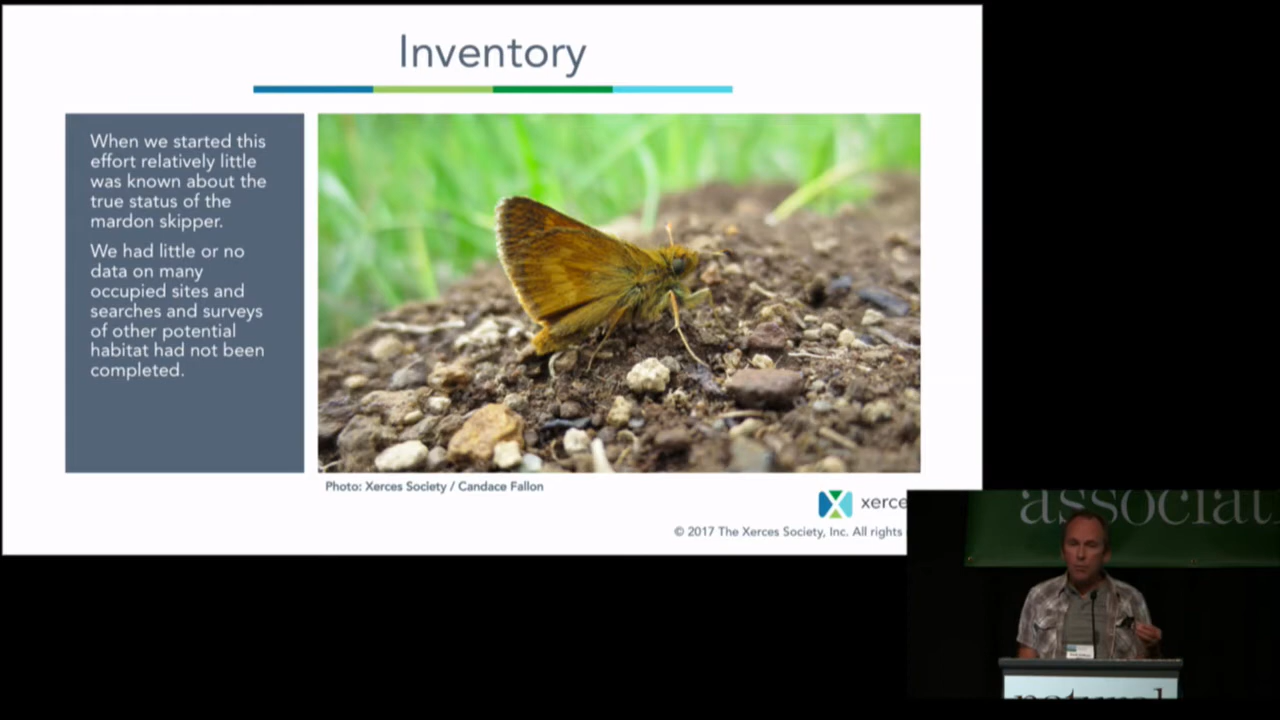 Inventory
When we started this
effort relatively little
was known about the
true status of the
mardon skipper.
We had little or no
data on many
occupied sites and
searches and surveys
of other potential
habitat had not been
completed.
Photo: Xerces Society / Candace Fallon
xerce
© 2017 The Xerces Society, Inc. All rights
associat
natural